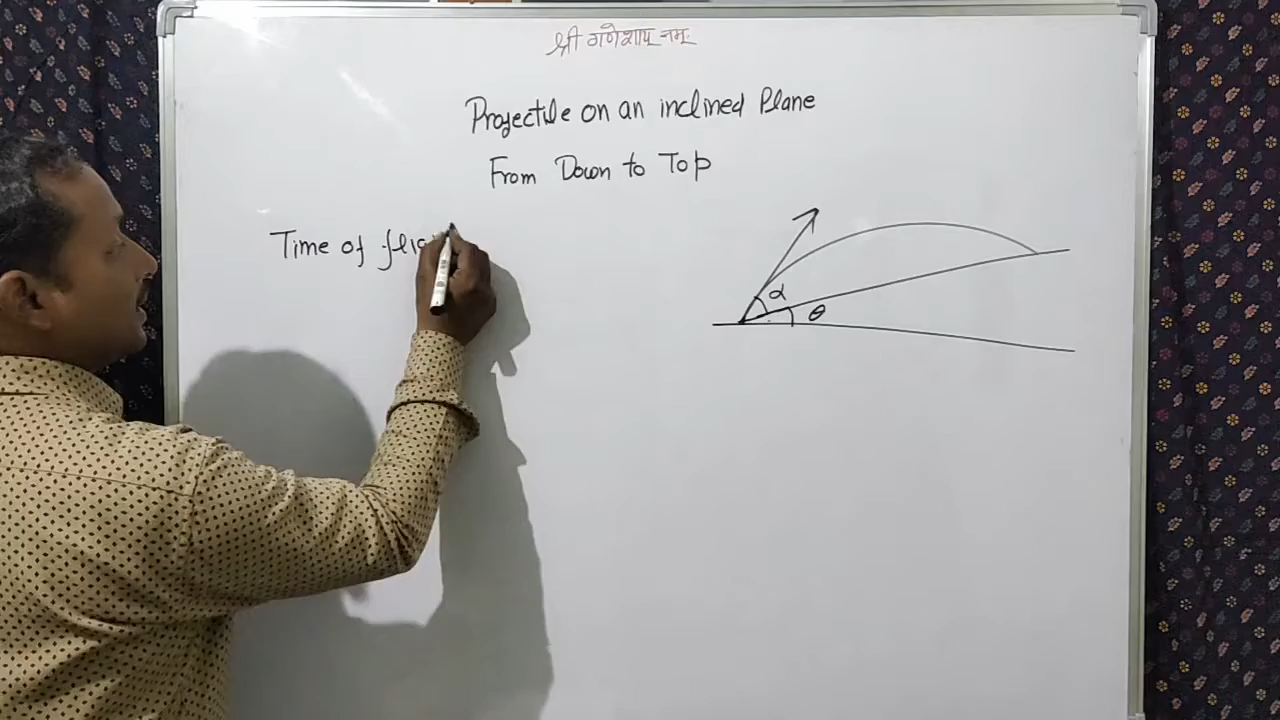 श्री गणेशाय नमः
Projectile on an inclined Plane
From Down to Top
Time of
α
θ